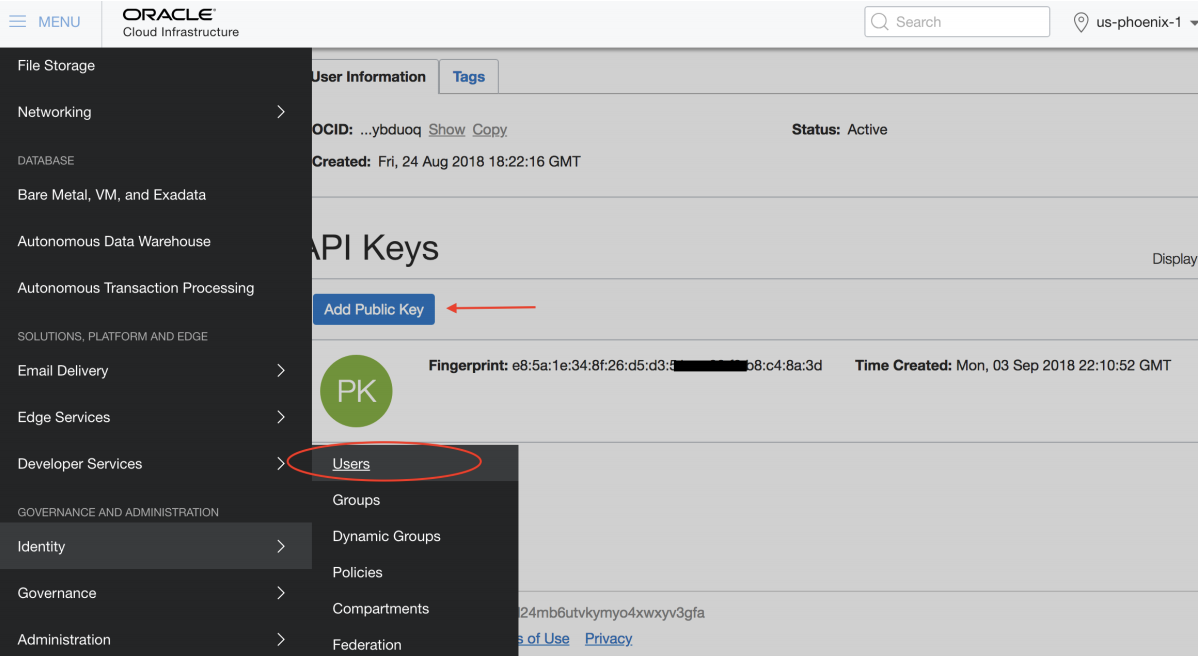 MENU
ORACLE
Cloud Infrastructure
Search
us-phoenix-1
File Storage
Networking
DATABASE
Bare Metal, VM, and Exadata
Autonomous Data Warehouse
Autonomous Transaction Processing
SOLUTIONS, PLATFORM AND EDGE
Email Delivery
Edge Services
Developer Services
GOVERNANCE AND ADMINISTRATION
Identity
Governance
Administration
Users
Groups
Dynamic Groups
Policies
Compartments
Federation
User Information
Tags
OCID: ...ybduoq Show Copy
Status: Active
Created: Fri, 24 Aug 2018 18:22:16 GMT
API Keys
Display
Add Public Key
PK
Fingerprint: e8:5a:1e:34:8f:26:d5:d3: b8:c4:8a:3d
Time Created: Mon, 03 Sep 2018 22:10:52 GMT
l24mb6utvkymyo4xwxyv3gfa
s of Use Privacy